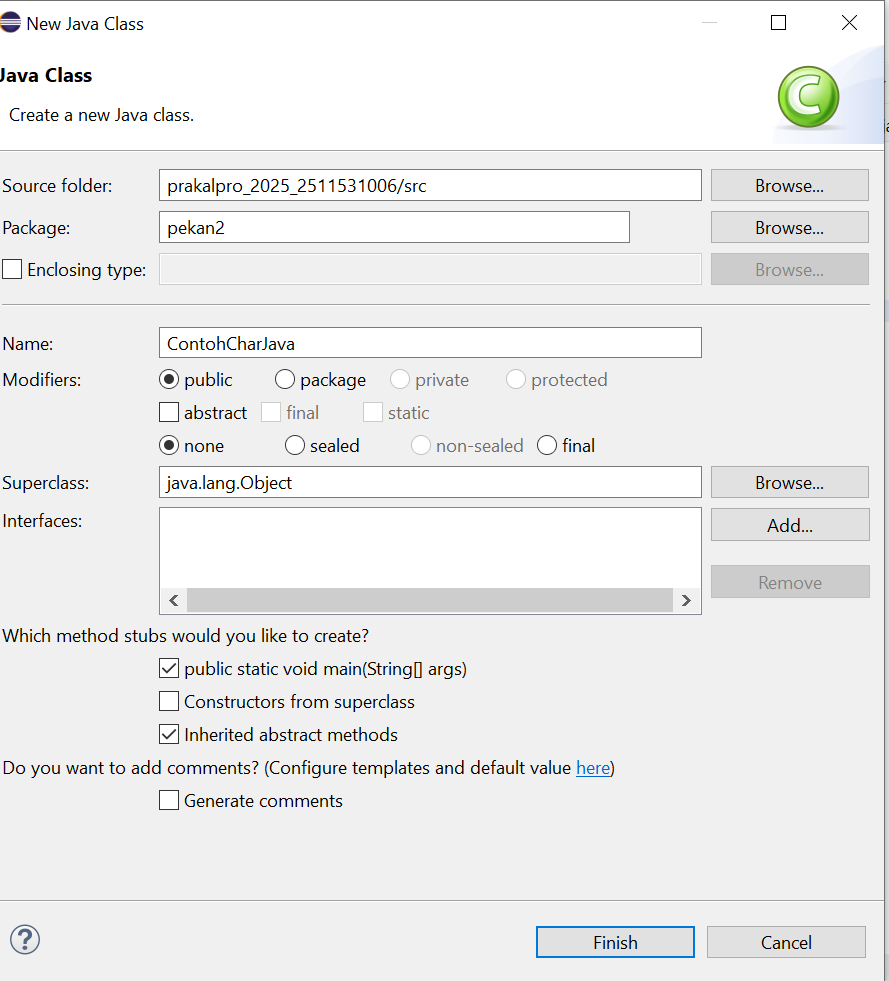 New Java Class
Java Class
Create a new Java class.
Source folder: prakalpro_2025_2511531006/src Browse...
Package: pekan2 Browse...
Enclosing type: Browse...
Name: ContohCharJava
Modifiers: public package private protected
abstract final static
none sealed non-sealed final
Superclass: java.lang.Object Browse...
Interfaces: Add...
Remove
Which method stubs would you like to create?
public static void main(String[] args)
Constructors from superclass
Inherited abstract methods
Do you want to add comments? (Configure templates and default value here)
Generate comments
? Finish Cancel